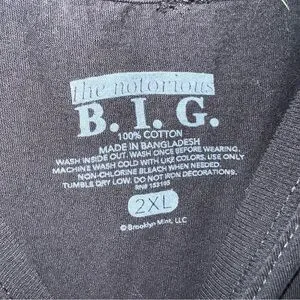 the notorious
B. I. G.
100% COTTON
MADE IN BANGLADESH
WASH INSIDE OUT. WASH ONCE BEFORE WEARING.
MACHINE WASH COLD WITH LIKE COLORS. USE ONLY
NON-CHLORINE BLEACH WHEN NEEDED.
TUMBLE DRY LOW. DO NOT IRON DECORATIONS.
RN# 153195
2XL
© Brooklyn Mint, LLC